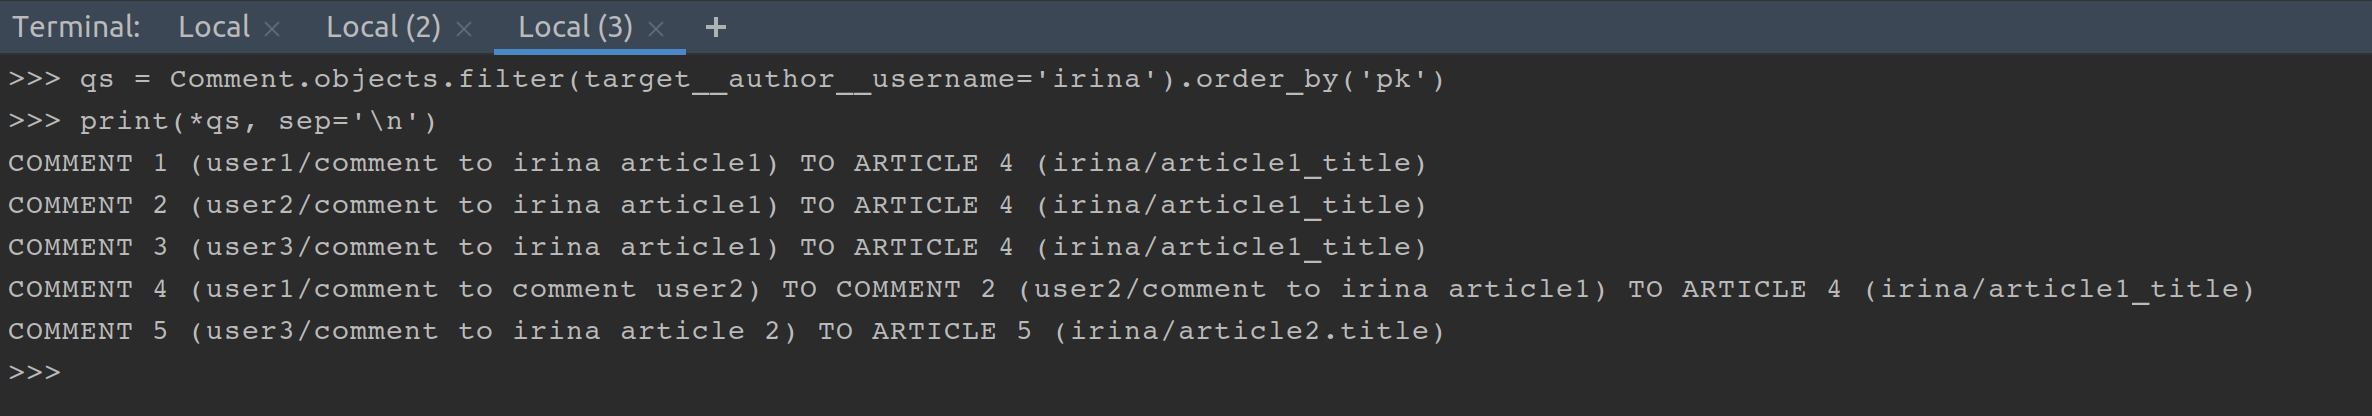 Terminal: Local × Local (2) × Local (3) × +
>>> qs = Comment.objects.filter(target__author__username='irina').order_by('pk')
>>> print(*qs, sep='\n')
COMMENT 1 (user1/comment to irina article1) TO ARTICLE 4 (irina/article1_title)
COMMENT 2 (user2/comment to irina article1) TO ARTICLE 4 (irina/article1_title)
COMMENT 3 (user3/comment to irina article1) TO ARTICLE 4 (irina/article1_title)
COMMENT 4 (user1/comment to comment user2) TO COMMENT 2 (user2/comment to irina article1) TO ARTICLE 4 (irina/article1_title)
COMMENT 5 (user3/comment to irina article 2) TO ARTICLE 5 (irina/article2.title)
>>>